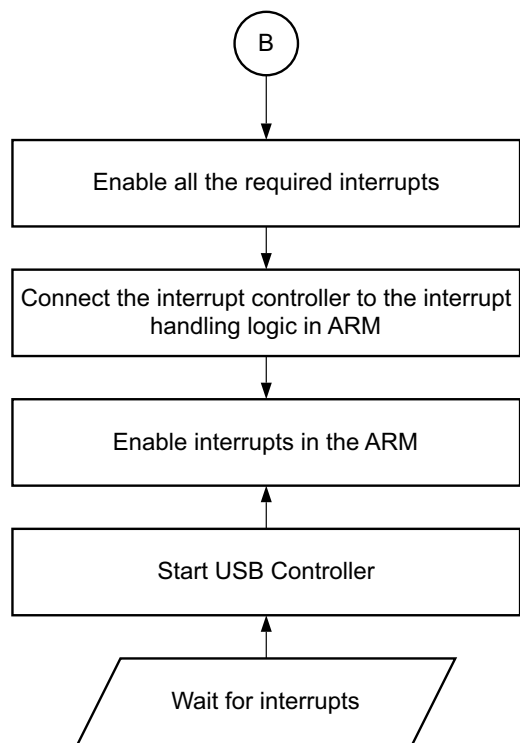 B
Enable all the required interrupts
Connect the interrupt controller to the interrupt
handling logic in ARM
Enable interrupts in the ARM
Start USB Controller
Wait for interrupts